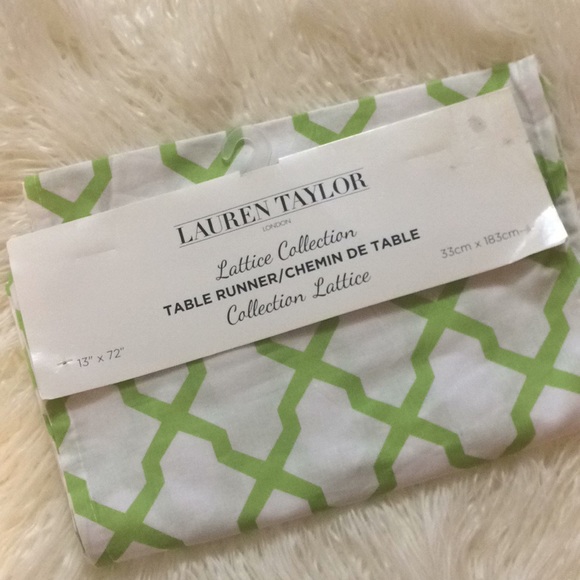 LAUREN TAYLOR
LONDON
Lattice Collection
TABLE RUNNER/CHEMIN DE TABLE
Collection Lattice
13" x 72"
33cm x 183cm